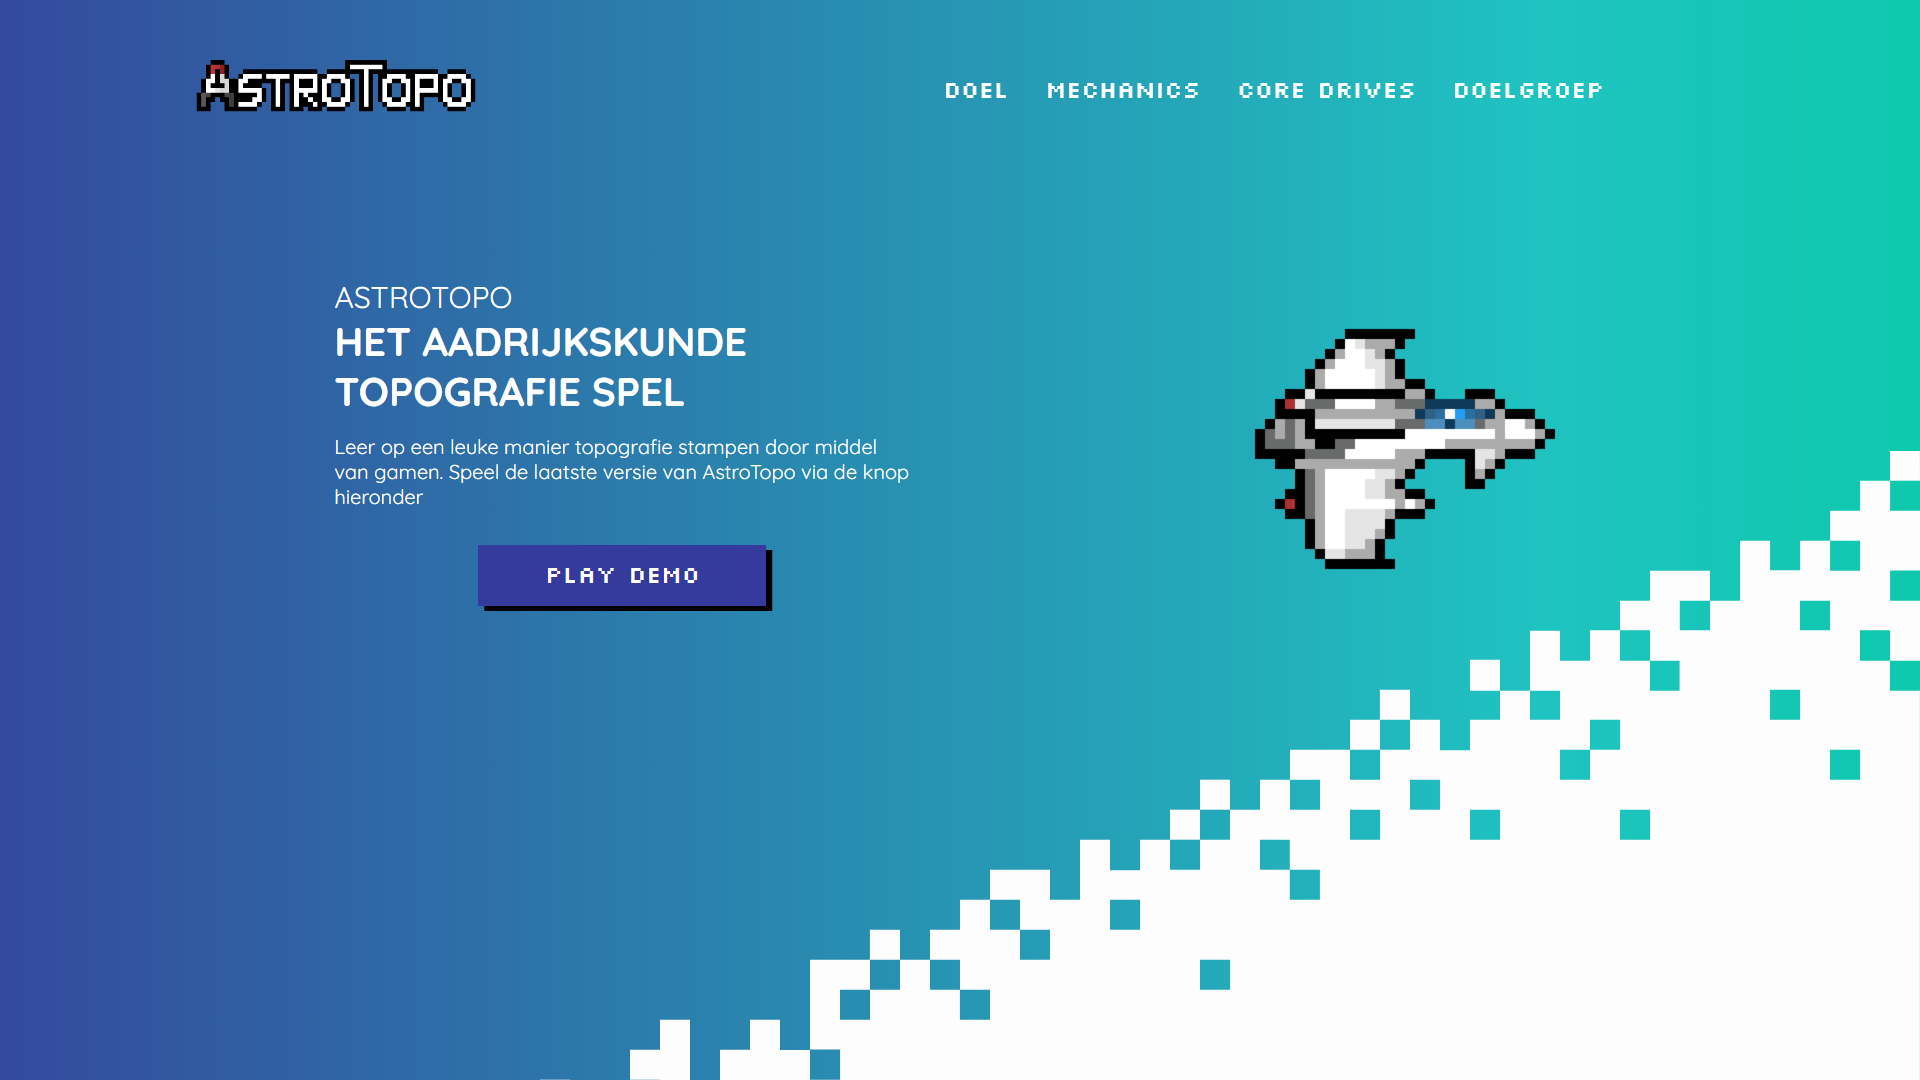 ASTROTOPO
DOEL MECHANICS CORE DRIVES DOELGROEP
ASTROTOPO
HET AADRIJKSKUNDE
TOPOGRAFIE SPEL
Leer op een leuke manier topografie stampen door middel
van gamen. Speel de laatste versie van AstroTopo via de knop
hieronder
PLAY DEMO